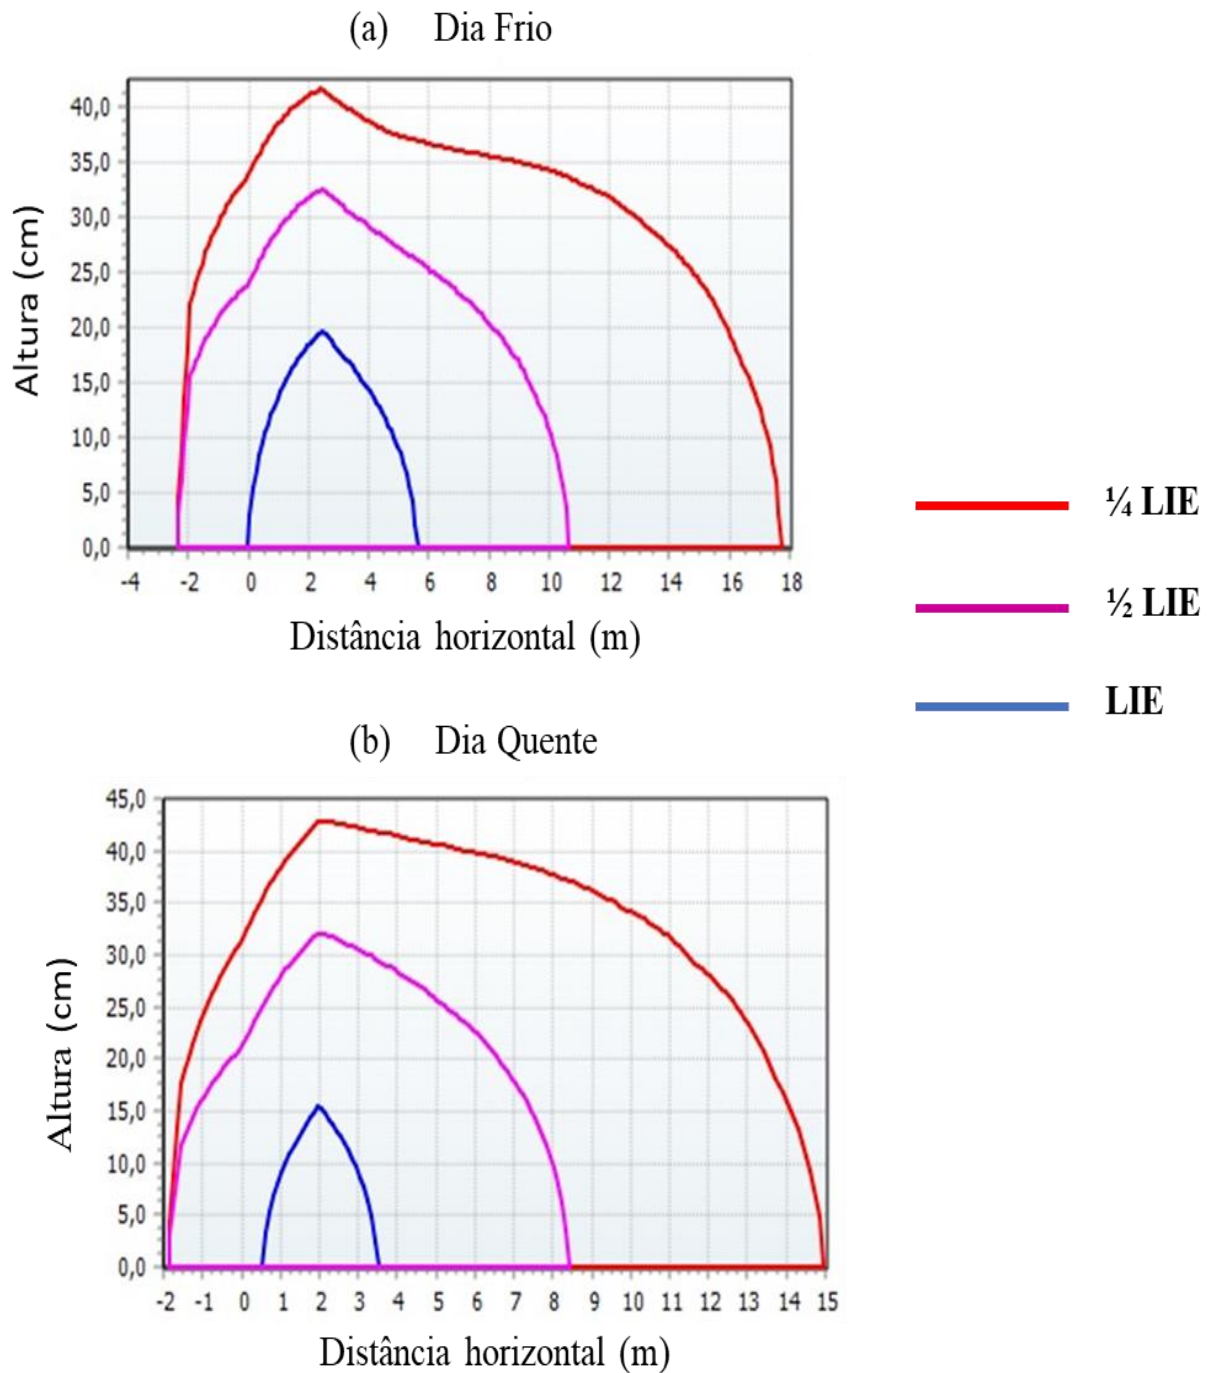 (a) Dia Frio
40,0
35,0
30,0
25,0
20,0
15,0
10,0
5,0
0,0
Altura (cm)
-4 -2 0 2 4 6 8 10 12 14 16 18
Distância horizontal (m)
¼ LIE
½ LIE
LIE
(b) Dia Quente
45,0
40,0
35,0
30,0
25,0
20,0
15,0
10,0
5,0
0,0
Altura (cm)
-2 -1 0 1 2 3 4 5 6 7 8 9 10 11 12 13 14 15
Distância horizontal (m)